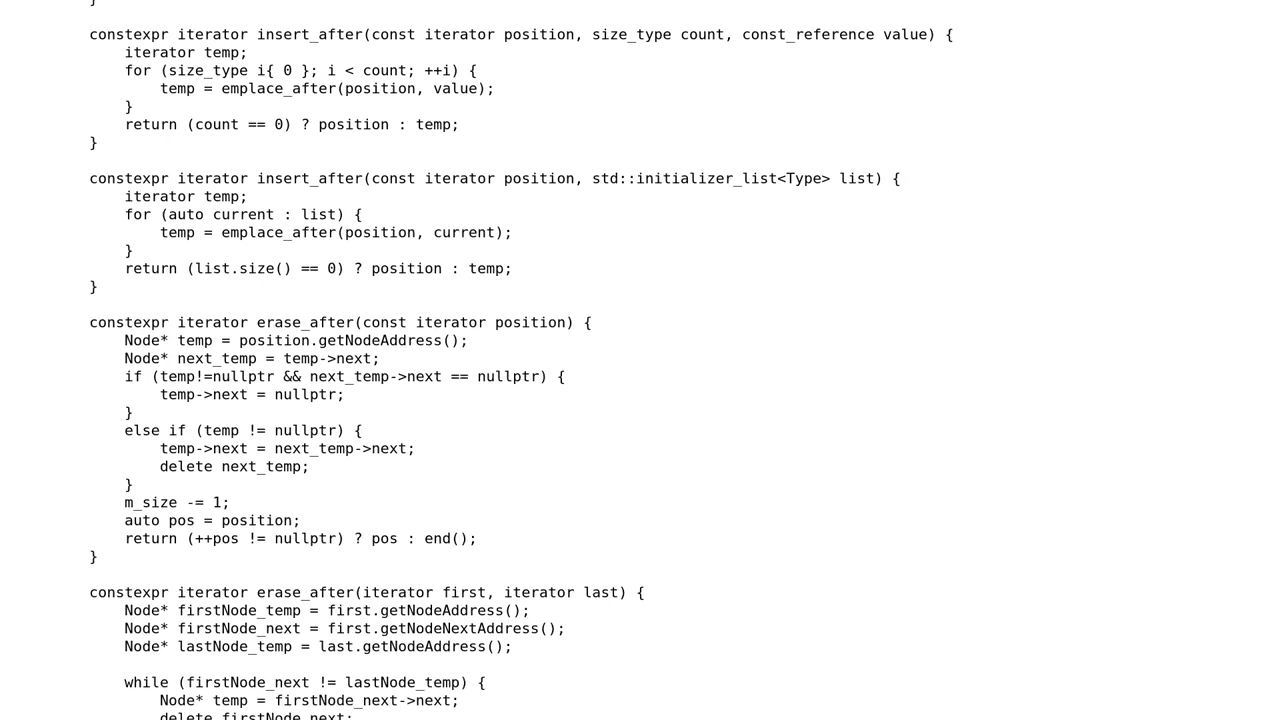 }
constexpr iterator insert_after(const iterator position, size_type count, const_reference value) {
iterator temp;
for (size_type i{ 0 }; i < count; ++i) {
temp = emplace_after(position, value);
}
return (count == 0) ? position : temp;
}
constexpr iterator insert_after(const iterator position, std::initializer_list<Type> list) {
iterator temp;
for (auto current : list) {
temp = emplace_after(position, current);
}
return (list.size() == 0) ? position : temp;
}
constexpr iterator erase_after(const iterator position) {
Node* temp = position.getNodeAddress();
Node* next_temp = temp->next;
if (temp!=nullptr && next_temp->next == nullptr) {
temp->next = nullptr;
}
else if (temp != nullptr) {
temp->next = next_temp->next;
delete next_temp;
}
m_size -= 1;
auto pos = position;
return (++pos != nullptr) ? pos : end();
}
constexpr iterator erase_after(iterator first, iterator last) {
Node* firstNode_temp = first.getNodeAddress();
Node* firstNode_next = first.getNodeNextAddress();
Node* lastNode_temp = last.getNodeAddress();
while (firstNode_next != lastNode_temp) {
Node* temp = firstNode_next->next;
delete firstNode_next;